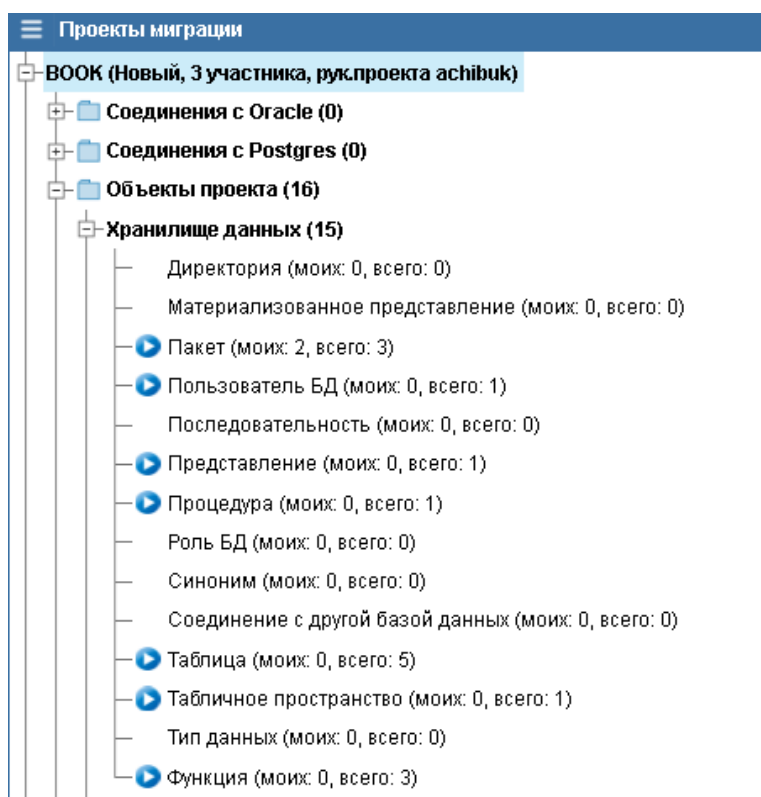 Проекты миграции
BOOK (Новый, 3 участника, рук.проекта achibuk)
Соединения с Oracle (0)
Соединения с Postgres (0)
Объекты проекта (16)
Хранилище данных (15)
Директория (моих: 0, всего: 0)
Материализованное представление (моих: 0, всего: 0)
Пакет (моих: 2, всего: 3)
Пользователь БД (моих: 0, всего: 1)
Последовательность (моих: 0, всего: 0)
Представление (моих: 0, всего: 1)
Процедура (моих: 0, всего: 1)
Роль БД (моих: 0, всего: 0)
Синоним (моих: 0, всего: 0)
Соединение с другой базой данных (моих: 0, всего: 0)
Таблица (моих: 0, всего: 5)
Табличное пространство (моих: 0, всего: 1)
Тип данных (моих: 0, всего: 0)
Функция (моих: 0, всего: 3)